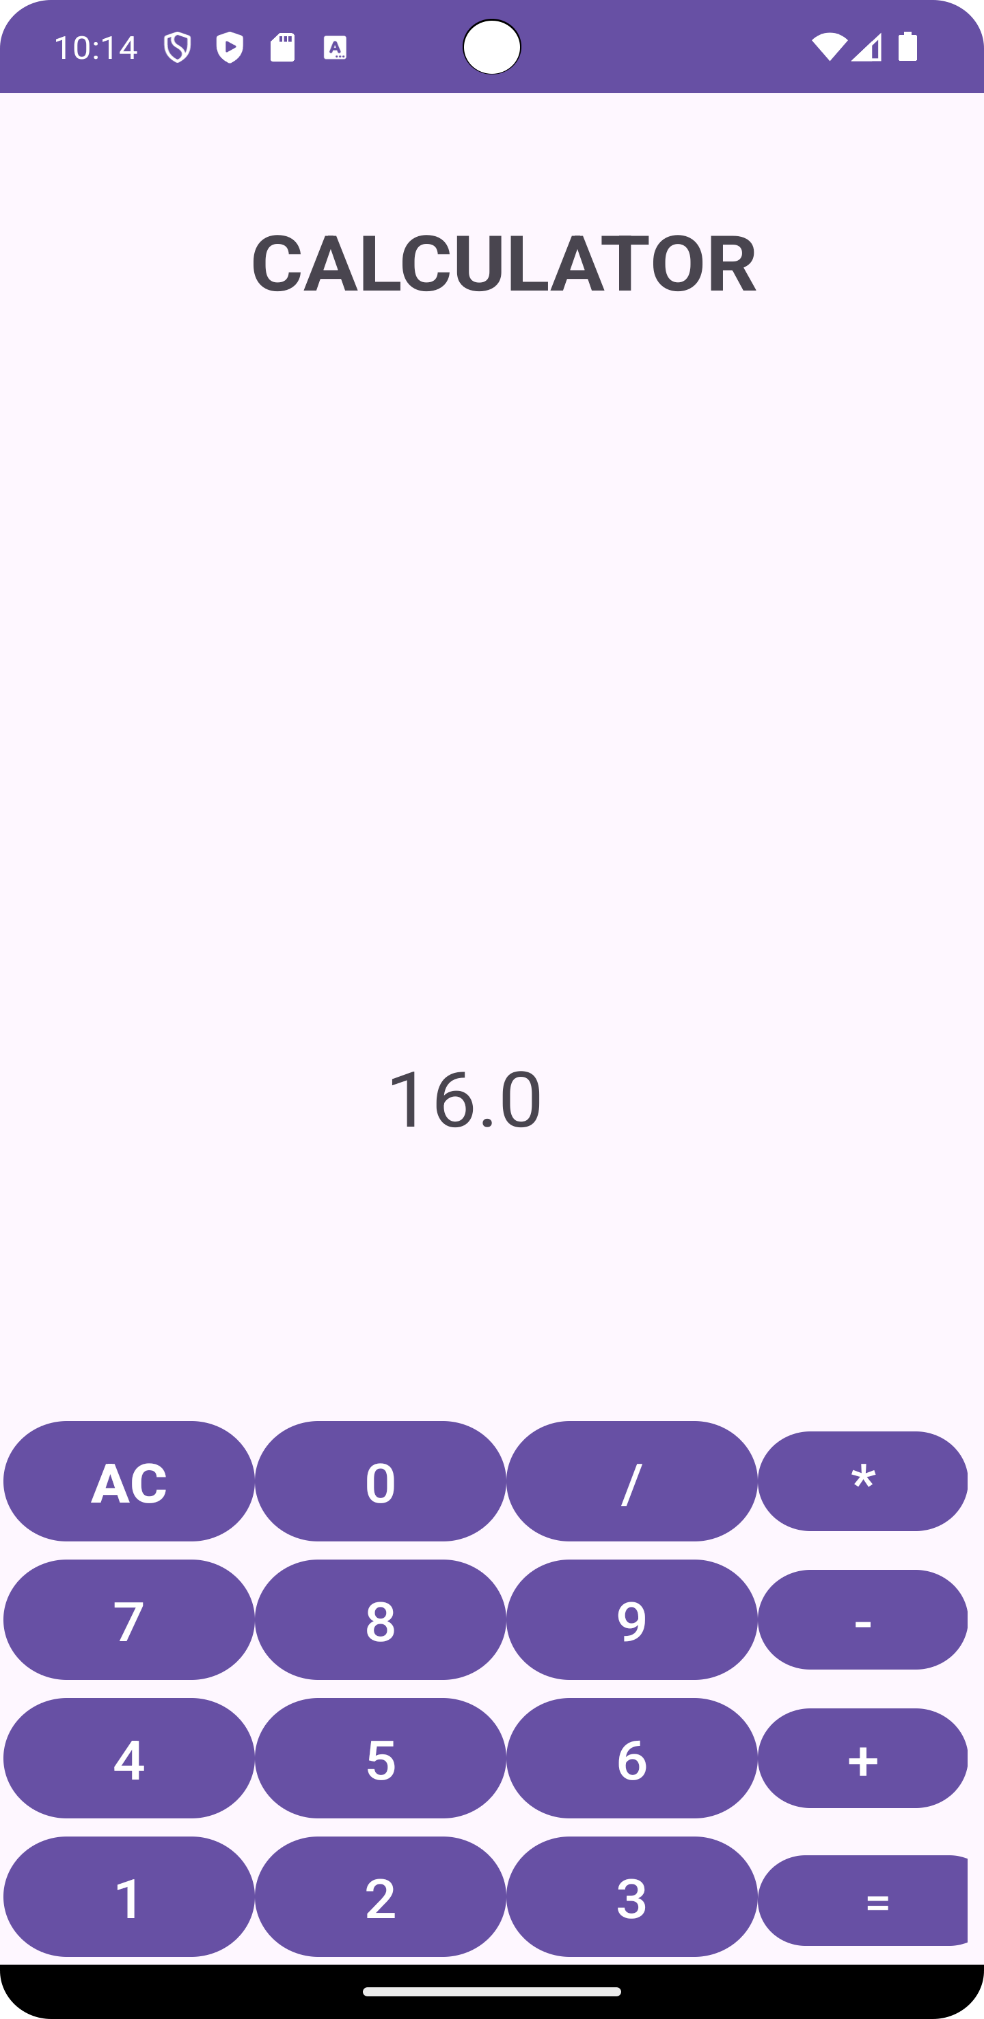 10:14
CALCULATOR
16.0
AC 0 / *
7 8 9 -
4 5 6 +
1 2 3 =